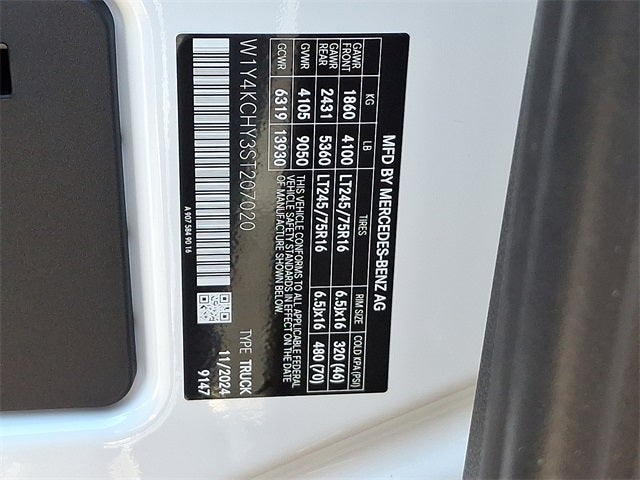 MFD BY MERCEDES-BENZ AG
KG LB TIRES RIM SIZE COLD KPA (PSI)
GAWR FRONT 1860 4100 LT245/75R16 6.5Jx16 320 (46)
GAWR REAR 2431 5360 LT245/75R16 6.5Jx16 480 (70)
GVWR 4105 9050
GCWR 6319 13930
THIS VEHICLE CONFORMS TO ALL APPLICABLE FEDERAL
VEHICLE SAFETY STANDARDS IN EFFECT ON THE DATE
OF MANUFACTURE SHOWN ABOVE.
W1Y4KCHY3ST207020
TYPE TRUCK
11/2024
9147
A 907 584 90 16